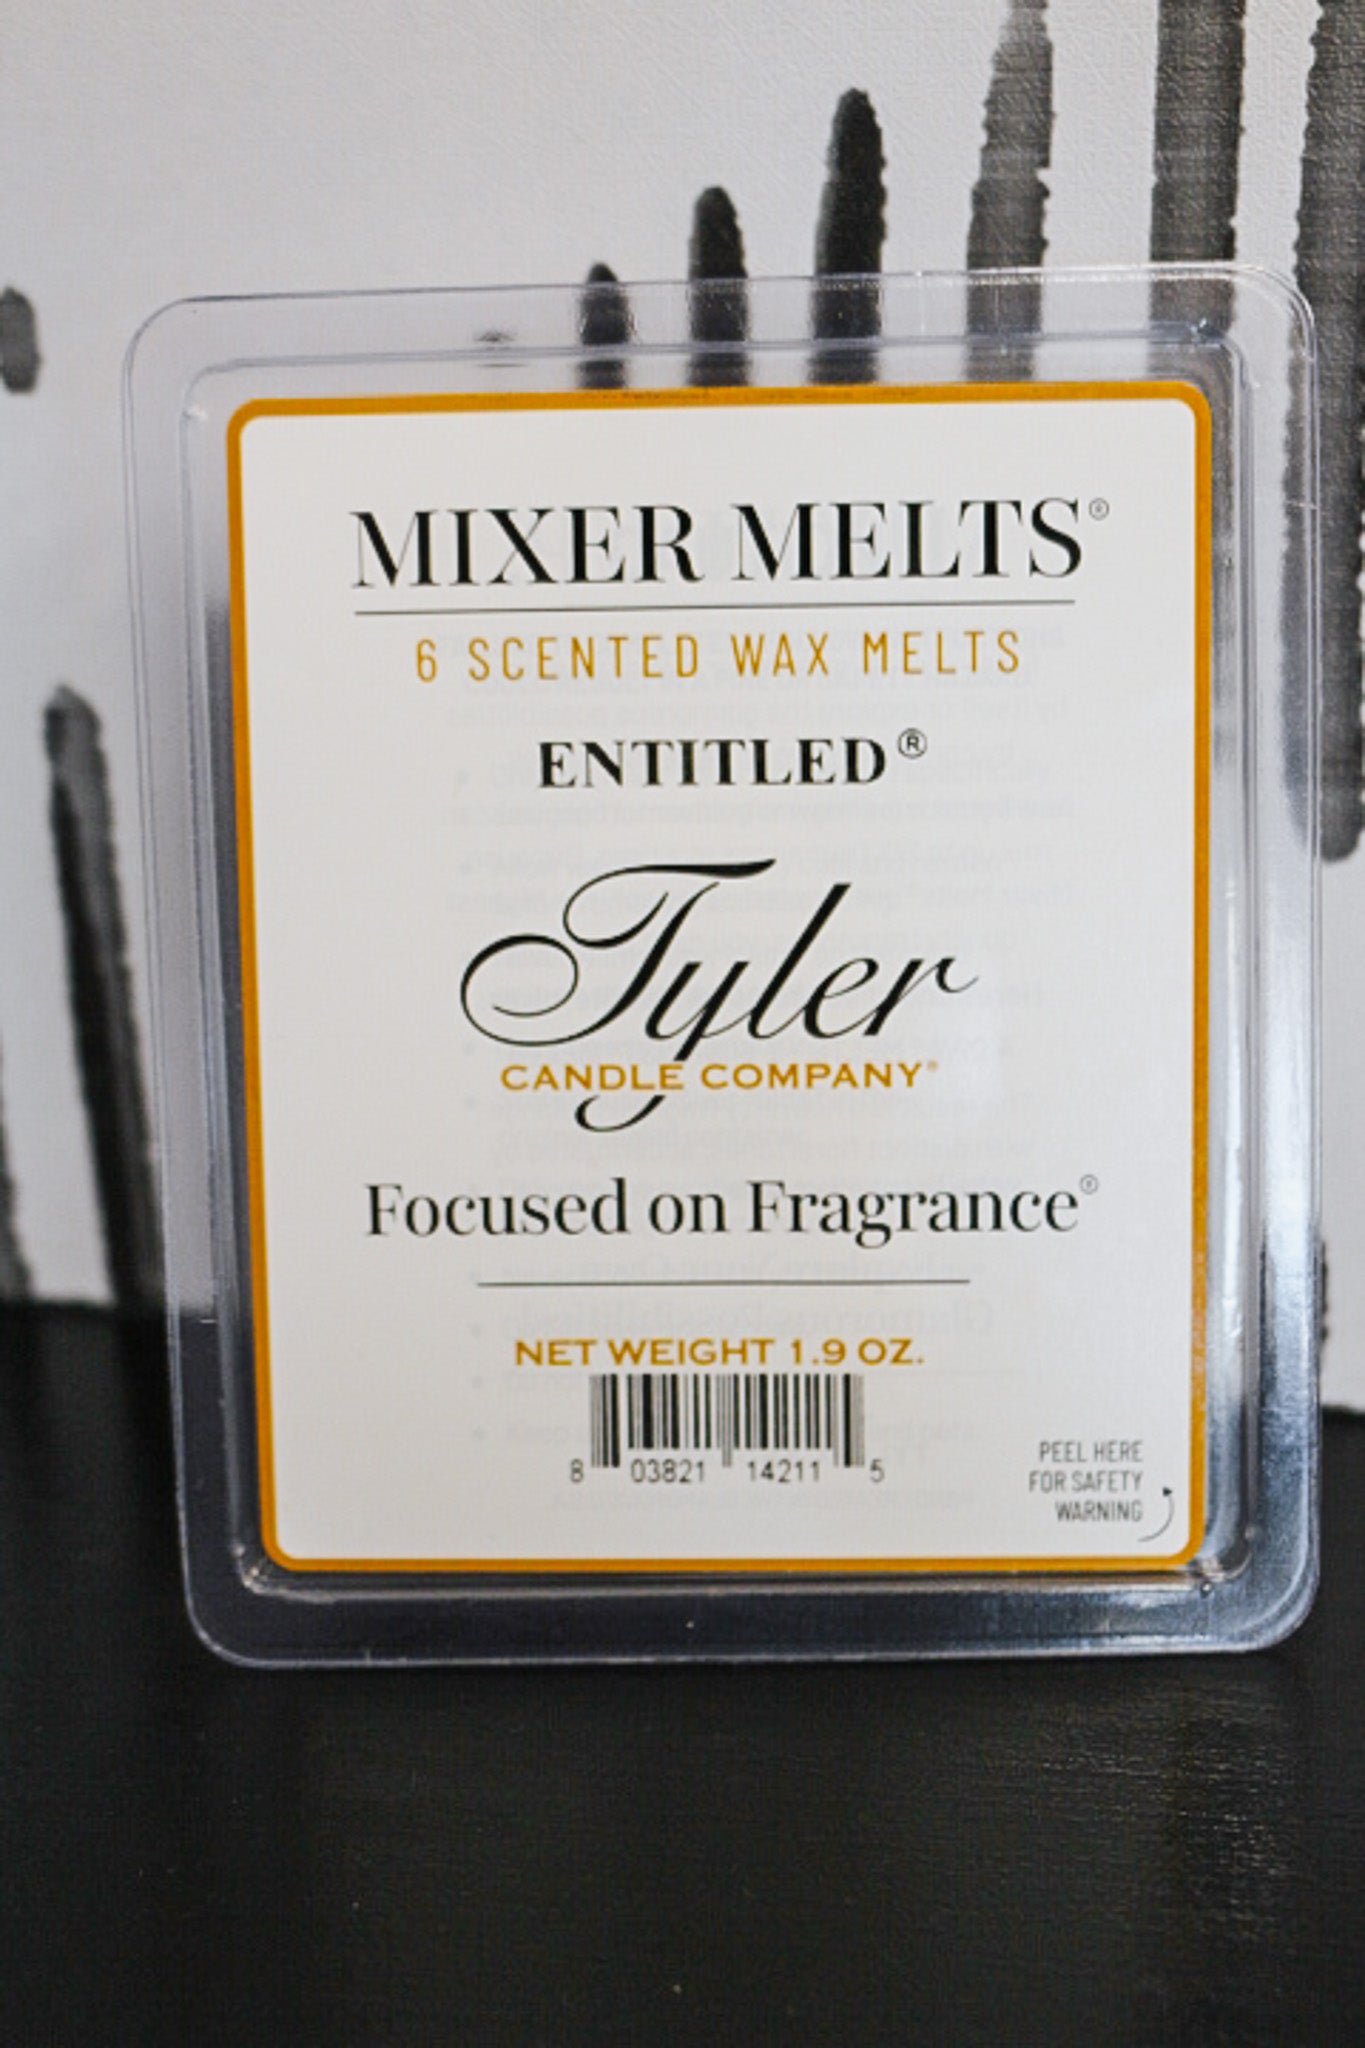 MIXER MELTS®
6 SCENTED WAX MELTS
ENTITLED®
Tyler
CANDLE COMPANY®
Focused on Fragrance®
NET WEIGHT 1.9 OZ.
8 03821 14211 5
PEEL HERE
FOR SAFETY
WARNING